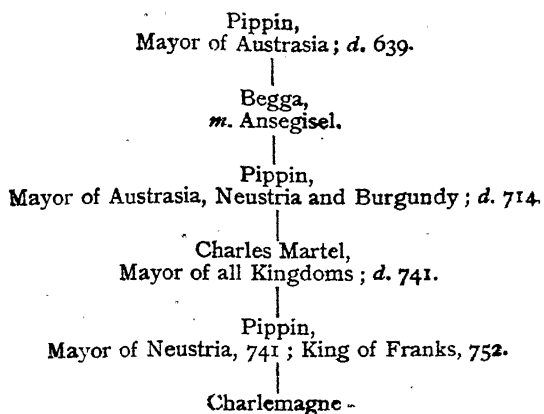 Pippin,
Mayor of Austrasia; d. 639.
Begga,
m. Ansegisel.
Pippin,
Mayor of Austrasia, Neustria and Burgundy; d. 714.
Charles Martel,
Mayor of all Kingdoms; d. 741.
Pippin,
Mayor of Neustria, 741; King of Franks, 752.
Charlemagne